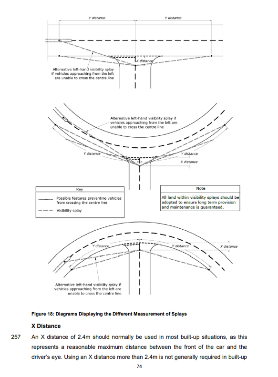 Y distance
Y distance
X distance
Alternative left-hand visibility splay
if vehicles approaching from the left
are unable to cross the centre line
Alternative left-hand visibility splay if
vehicles approaching from the left are
unable to cross the centre line
Y distance
Y distance
X distance
Key
Possible features preventing vehicles
from crossing the centre line
Visibility splay
Note
All land within visibility splays should be
adopted to ensure long term provision
and maintenance is guaranteed.
Y distance
Y distance
X distance
Alternative left-hand visibility splay if
vehicles approaching from the left are
unable to cross the centre line
Figure 18: Diagrams Displaying the Different Measurement of Splays
X Distance
257 An X distance of 2.4m should normally be used in most built-up situations, as this
represents a reasonable maximum distance between the front of the car and the
driver's eye. Using an X distance more than 2.4m is not generally required in built-up
74